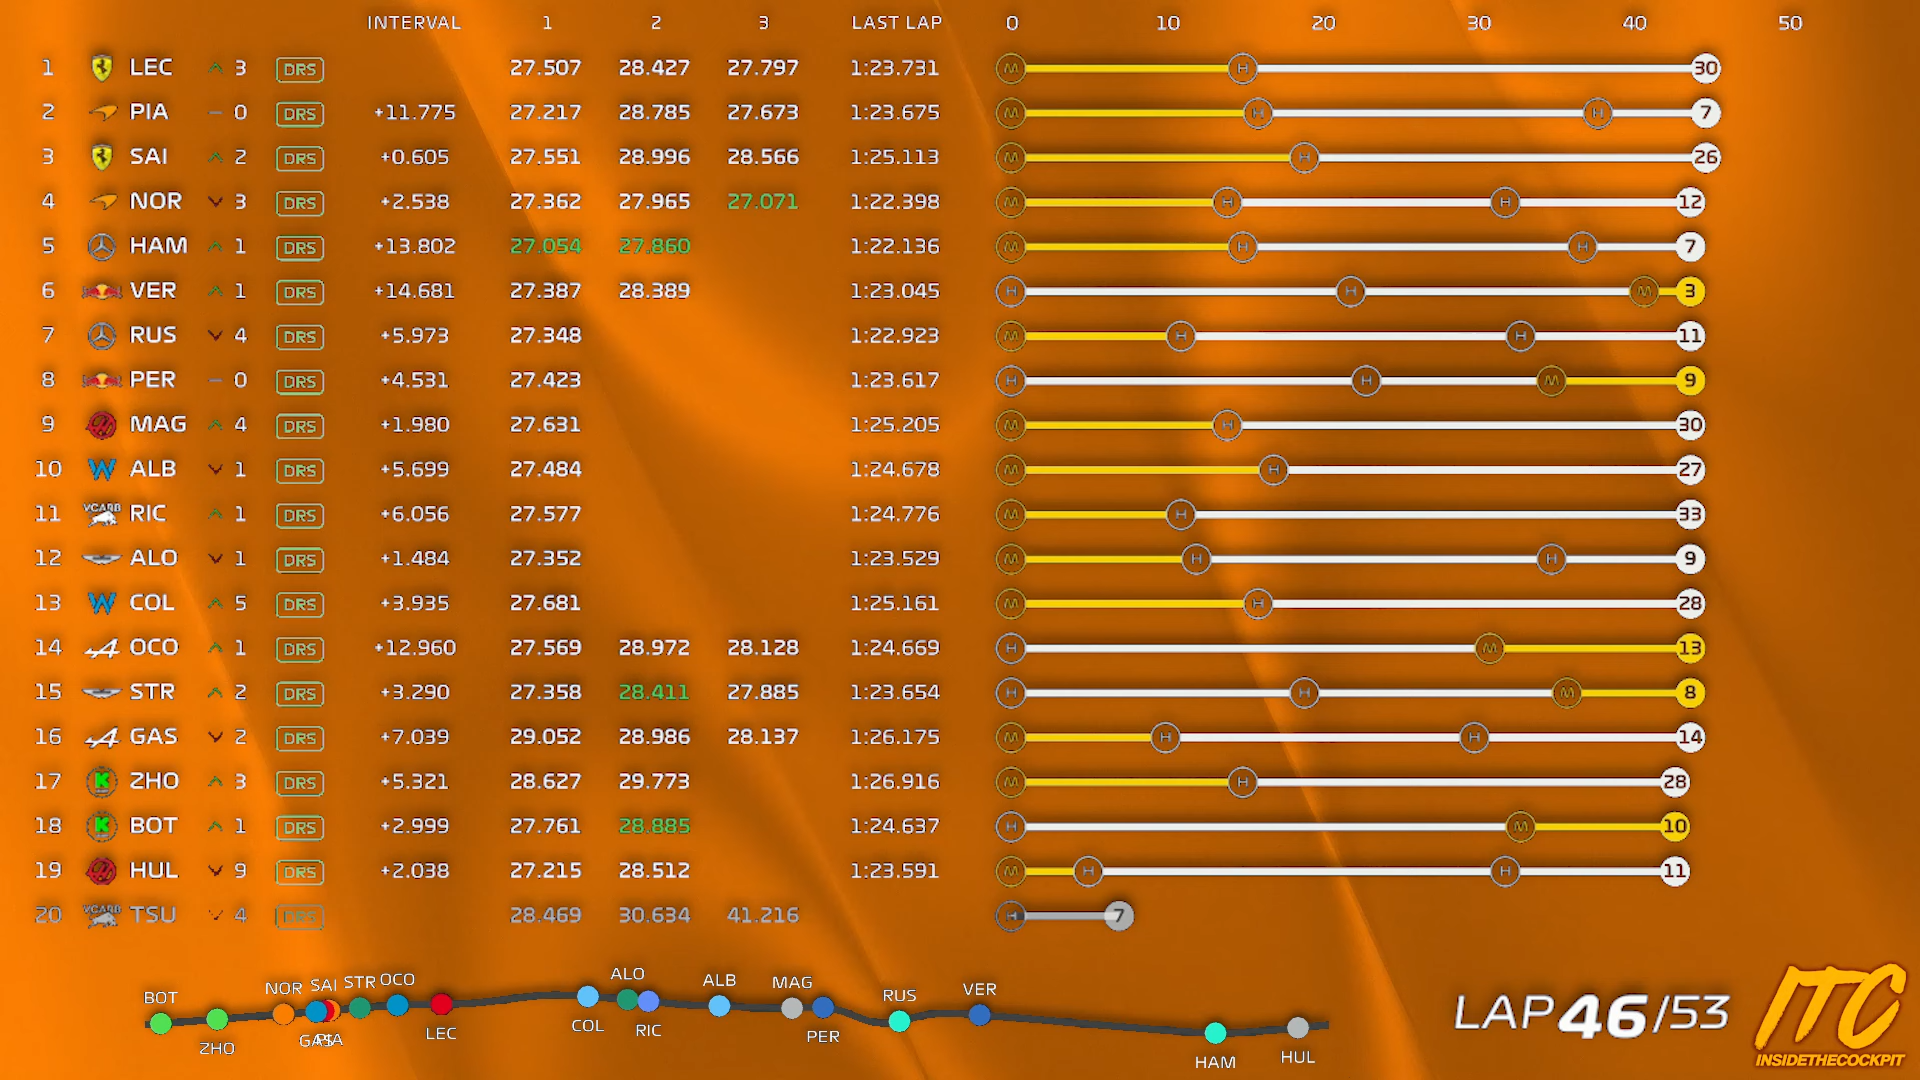 INTERVAL 1 2 3 LAST LAP 0 10 20 30 40 50
1 LEC 3 DRS 27.507 28.427 27.797 1:23.731 M H 30
2 PIA 0 DRS +11.775 27.217 28.785 27.673 1:23.675 M H H 7
3 SAI 2 DRS +0.605 27.551 28.996 28.566 1:25.113 M H 26
4 NOR 3 DRS +2.538 27.362 27.965 27.071 1:22.398 M H H 12
5 HAM 1 DRS +13.802 27.054 27.860 1:22.136 M H H 7
6 VER 1 DRS +14.681 27.387 28.389 1:23.045 H H M 3
7 RUS 4 DRS +5.973 27.348 1:22.923 M H H 11
8 PER 0 DRS +4.531 27.423 1:23.617 H H M 9
9 MAG 4 DRS +1.980 27.631 1:25.205 M H 30
10 ALB 1 DRS +5.699 27.484 1:24.678 M H 27
11 VCARB RIC 1 DRS +6.056 27.577 1:24.776 M H 33
12 ALO 1 DRS +1.484 27.352 1:23.529 M H H 9
13 COL 5 DRS +3.935 27.681 1:25.161 M H 28
14 OCO 1 DRS +12.960 27.569 28.972 28.128 1:24.669 H M 13
15 STR 2 DRS +3.290 27.358 28.411 27.885 1:23.654 H H M 8
16 GAS 2 DRS +7.039 29.052 28.986 28.137 1:26.175 M H H 14
17 K ZHO 3 DRS +5.321 28.627 29.773 1:26.916 M H 28
18 K BOT 1 DRS +2.999 27.761 28.885 1:24.637 H M 10
19 HUL 9 DRS +2.038 27.215 28.512 1:23.591 M H H 11
20 VCARB TSU 4 DRS 28.469 30.634 41.216 H 7
BOT NOR SAI STR OCO ALO ALB MAG RUS VER
ZHO GAS PIA LEC COL RIC PER HAM HUL
LAP 46/53
ITC
INSIDETHECOCKPIT